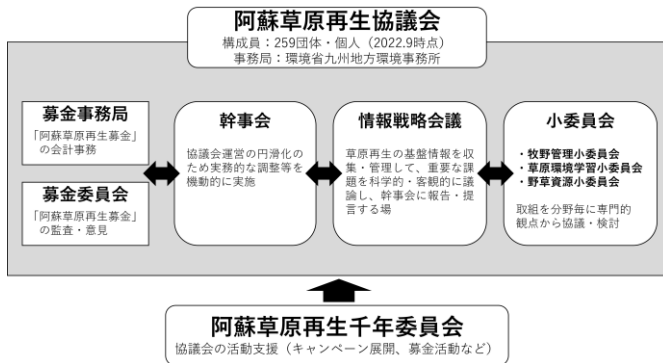 阿蘇草原再生協議会
構成員：259団体・個人（2022.9時点）
事務局：環境省九州地方環境事務所
募金事務局
「阿蘇草原再生募金」
の会計事務
募金委員会
「阿蘇草原再生募金」
の監査・意見
幹事会
協議会運営の円滑化の
ため実務的な調整等を
機動的に実施
情報戦略会議
草原再生の基盤情報を収
集・管理して、重要な課
題を科学的・客観的に議
論し、幹事会に報告・提
言する場
小委員会
・牧野管理小委員会
・草原環境学習小委員会
・野草資源小委員会
取組を分野毎に専門的
観点から協議・検討
阿蘇草原再生千年委員会
協議会の活動支援（キャンペーン展開、募金活動など）